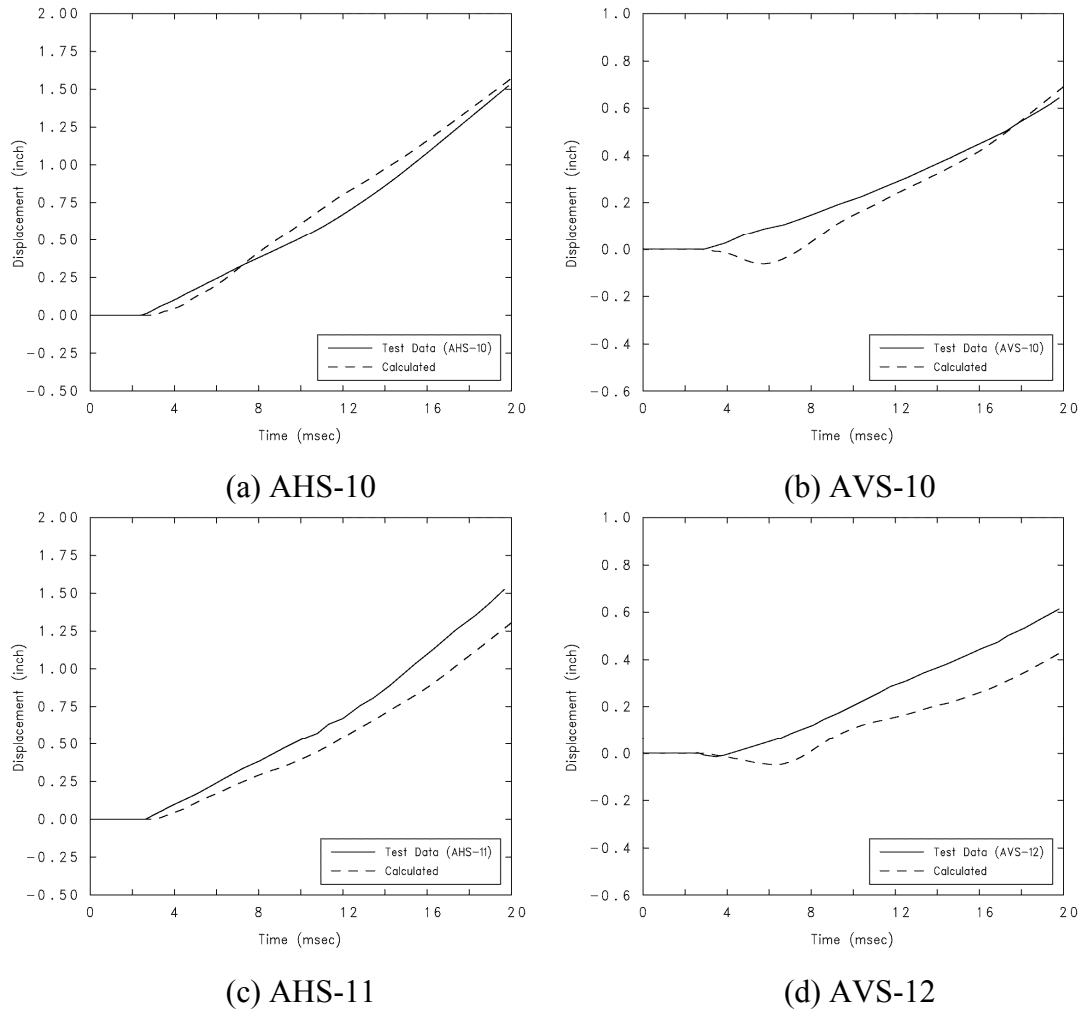 2.00
1.75
1.50
1.25
1.00
0.75
0.50
0.25
0.00
−0.25
−0.50
Displacement (inch)
Test Data (AHS-10)
Calculated
0 4 8 12 16 20
Time (msec)
(a) AHS-10
1.0
0.8
0.6
0.4
0.2
0.0
−0.2
−0.4
−0.6
Displacement (inch)
Test Data (AVS-10)
Calculated
0 4 8 12 16 20
Time (msec)
(b) AVS-10
2.00
1.75
1.50
1.25
1.00
0.75
0.50
0.25
0.00
−0.25
−0.50
Displacement (inch)
Test Data (AHS-11)
Calculated
0 4 8 12 16 20
Time (msec)
(c) AHS-11
1.0
0.8
0.6
0.4
0.2
0.0
−0.2
−0.4
−0.6
Displacement (inch)
Test Data (AVS-12)
Calculated
0 4 8 12 16 20
Time (msec)
(d) AVS-12